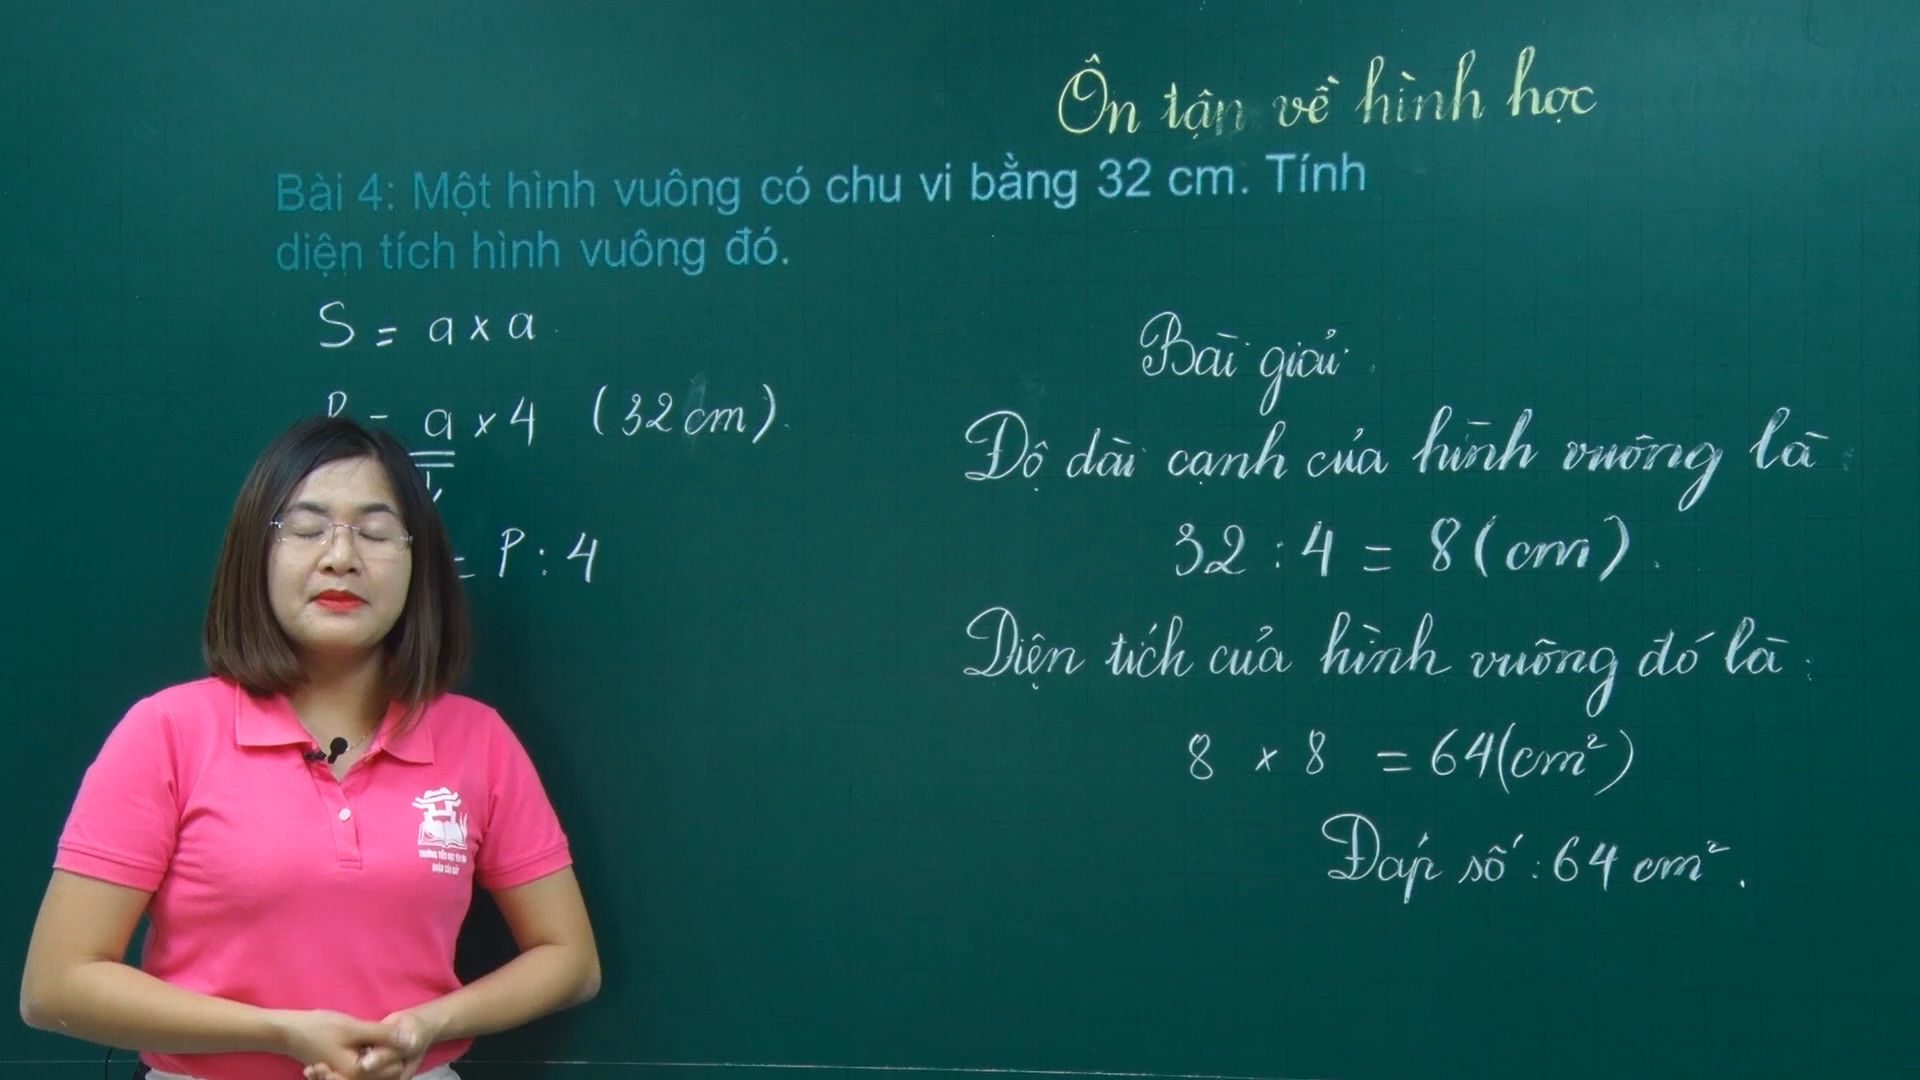 Ôn tận về hình học
Bài 4: Một hình vuông có chu vi bằng 32 cm. Tính
diện tích hình vuông đó.
S = a x a
= a x 4 (32 cm).
= P : 4
Bài giải
Độ dài cạnh của hình vuông là
32 : 4 = 8 (cm).
Diện tích của hình vuông đó là :
8 x 8 = 64 (cm²)
Đáp số : 64 cm².